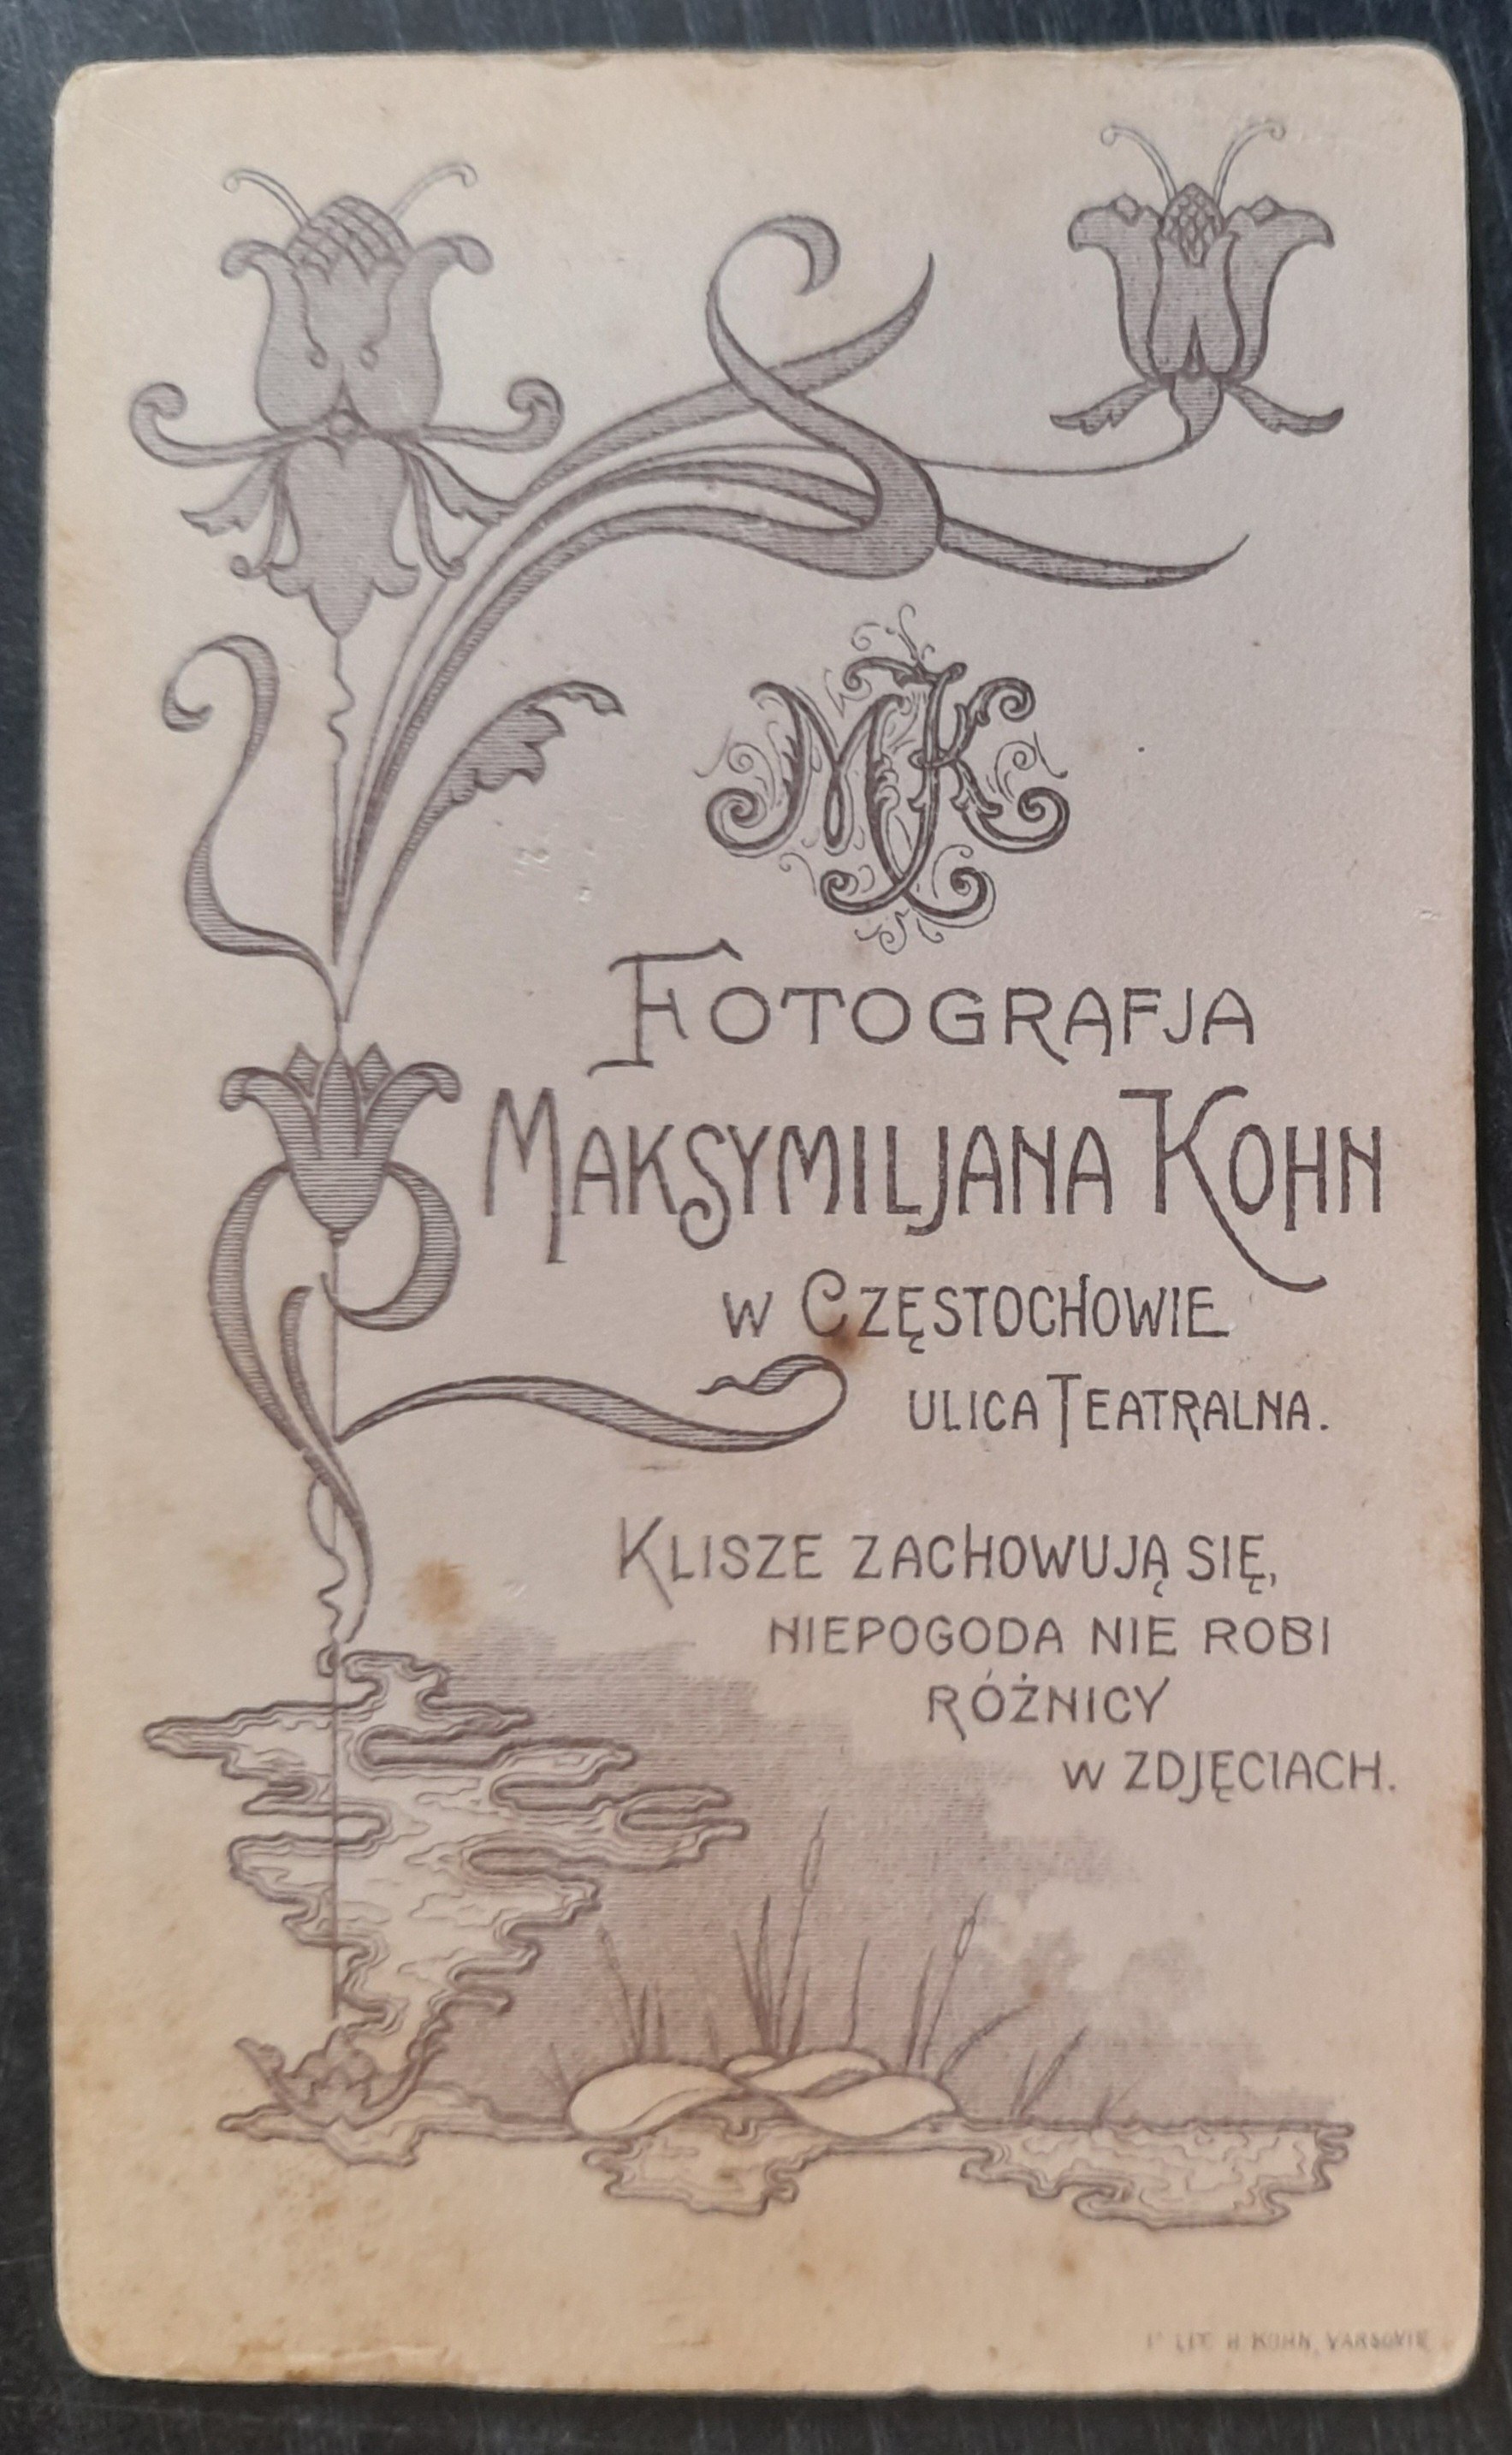 MK
FOTOGRAFJA
MAKSYMILJANA KOHN
W CZĘSTOCHOWIE
ULICA TEATRALNA.
KLISZE ZACHOWUJĄ SIĘ,
NIEPOGODA NIE ROBI
RÓŻNICY
W ZDJĘCIACH.
LIT. H. KOHN, VARSOVIE